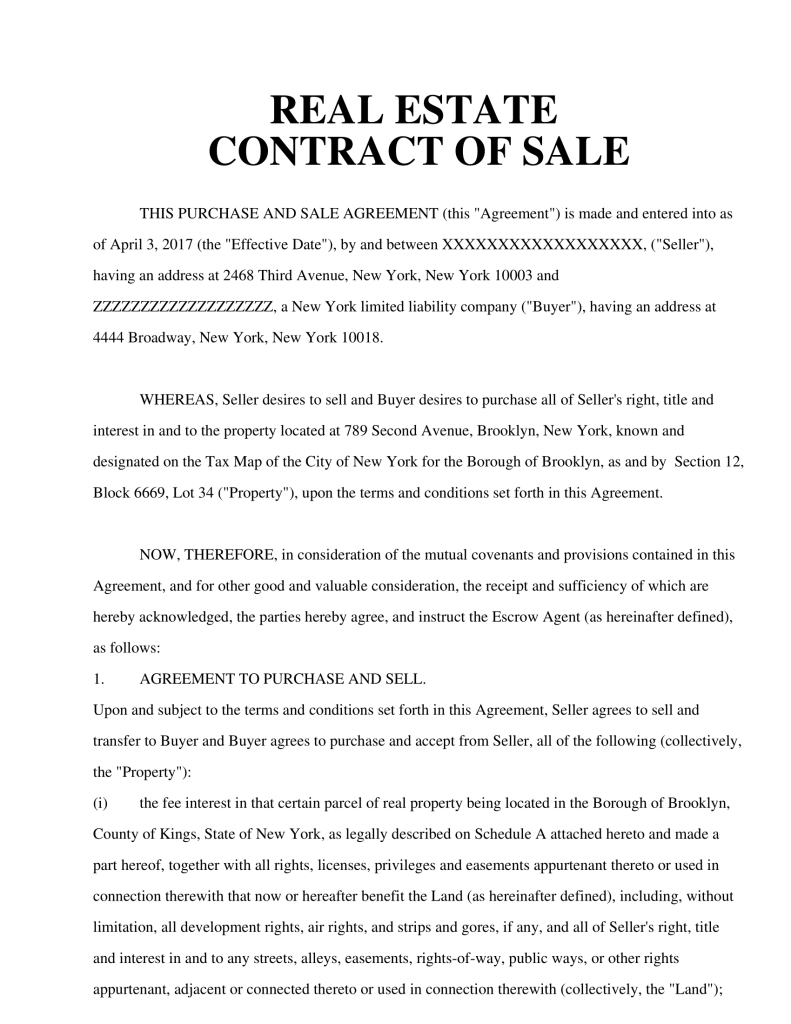 REAL ESTATE
CONTRACT OF SALE
THIS PURCHASE AND SALE AGREEMENT (this "Agreement") is made and entered into as
of April 3, 2017 (the "Effective Date"), by and between XXXXXXXXXXXXXXXXXX, ("Seller"),
having an address at 2468 Third Avenue, New York, New York 10003 and
ZZZZZZZZZZZZZZZZZZZ, a New York limited liability company ("Buyer"), having an address at
4444 Broadway, New York, New York 10018.
WHEREAS, Seller desires to sell and Buyer desires to purchase all of Seller's right, title and
interest in and to the property located at 789 Second Avenue, Brooklyn, New York, known and
designated on the Tax Map of the City of New York for the Borough of Brooklyn, as and by  Section 12,
Block 6669, Lot 34 ("Property"), upon the terms and conditions set forth in this Agreement.
NOW, THEREFORE, in consideration of the mutual covenants and provisions contained in this
Agreement, and for other good and valuable consideration, the receipt and sufficiency of which are
hereby acknowledged, the parties hereby agree, and instruct the Escrow Agent (as hereinafter defined),
as follows:
1. AGREEMENT TO PURCHASE AND SELL.
Upon and subject to the terms and conditions set forth in this Agreement, Seller agrees to sell and
transfer to Buyer and Buyer agrees to purchase and accept from Seller, all of the following (collectively,
the "Property"):
(i) the fee interest in that certain parcel of real property being located in the Borough of Brooklyn,
County of Kings, State of New York, as legally described on Schedule A attached hereto and made a
part hereof, together with all rights, licenses, privileges and easements appurtenant thereto or used in
connection therewith that now or hereafter benefit the Land (as hereinafter defined), including, without
limitation, all development rights, air rights, and strips and gores, if any, and all of Seller's right, title
and interest in and to any streets, alleys, easements, rights-of-way, public ways, or other rights
appurtenant, adjacent or connected thereto or used in connection therewith (collectively, the "Land");